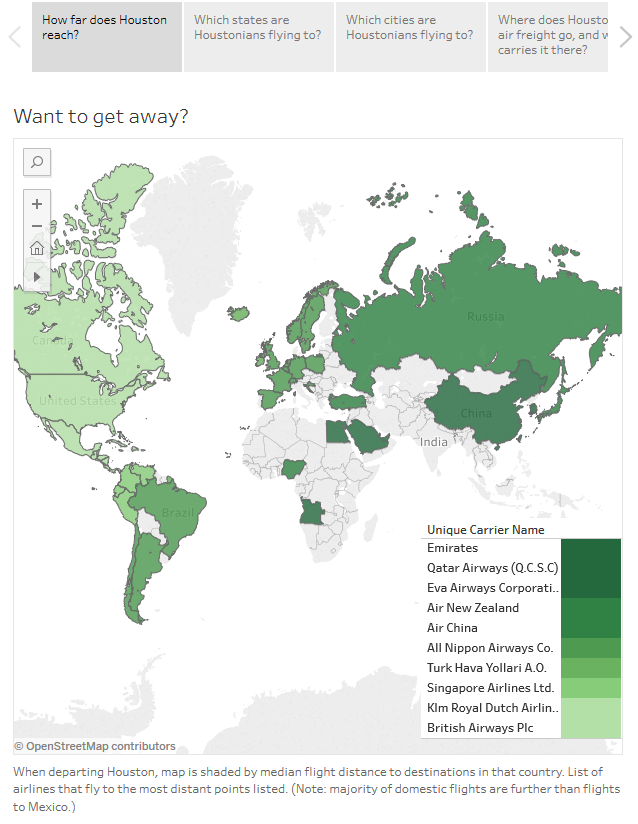 How far does Houston
reach?
Which states are
Houstonians flying to?
Which cities are
Houstonians flying to?
Where does Housto
air freight go, and w
carries it there?
Want to get away?
Canada
United States
Russia
China
India
Brazil
Unique Carrier Name
Emirates
Qatar Airways (Q.C.S.C)
Eva Airways Corporati..
Air New Zealand
Air China
All Nippon Airways Co.
Turk Hava Yollari A.O.
Singapore Airlines Ltd.
Klm Royal Dutch Airlin..
British Airways Plc
© OpenStreetMap contributors
When departing Houston, map is shaded by median flight distance to destinations in that country. List of
airlines that fly to the most distant points listed. (Note: majority of domestic flights are further than flights
to Mexico.)